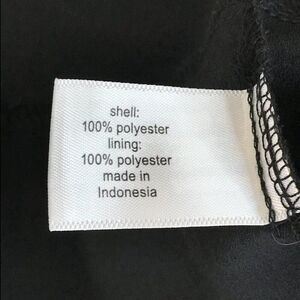 shell:
100% polyester
lining:
100% polyester
made in
Indonesia